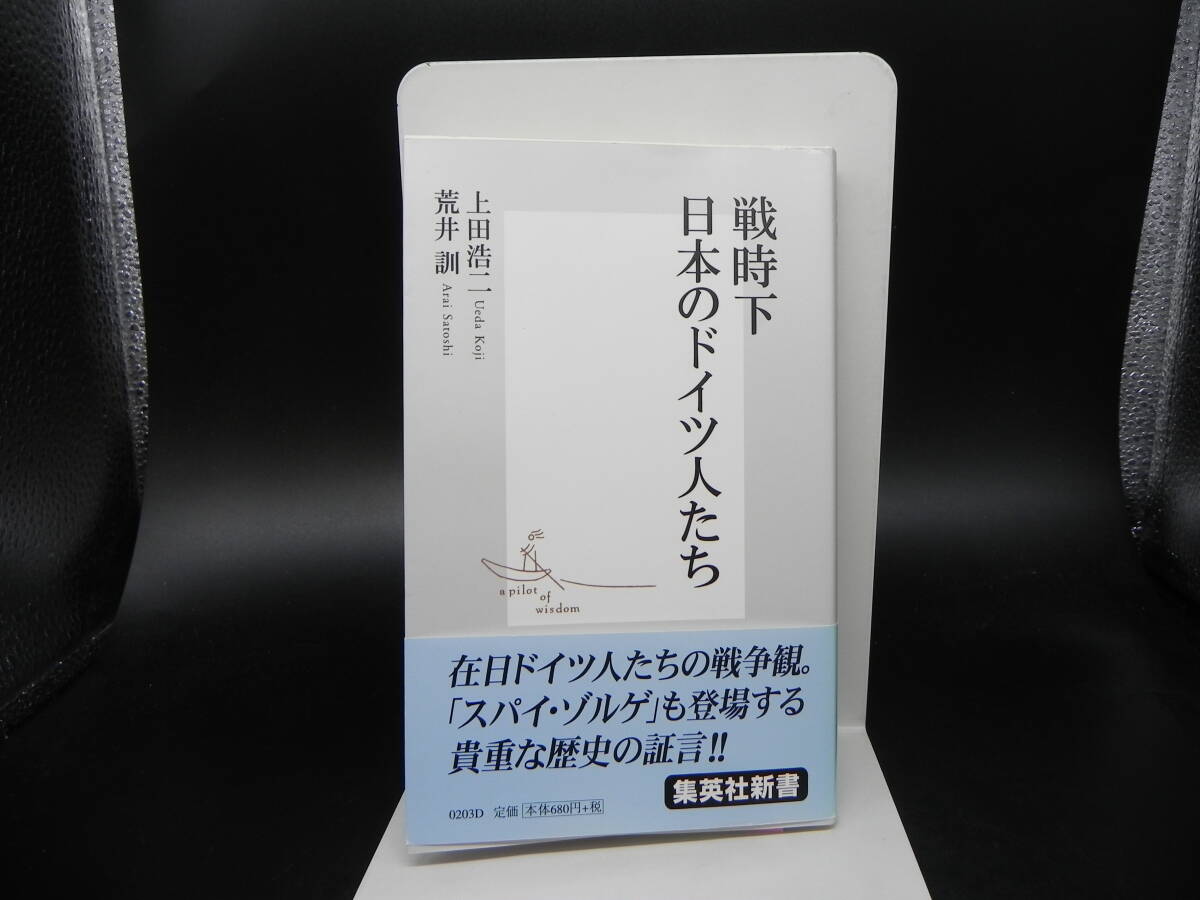 戦時下
日本のドイツ人たち
上田浩二
Ueda Koji
荒井 訓
Arai Satoshi
a pilot
of
wisdom
在日ドイツ人たちの戦争観。
「スパイ・ゾルゲ」も登場する
貴重な歴史の証言!!
集英社新書
0203D 定価 本体680円+税